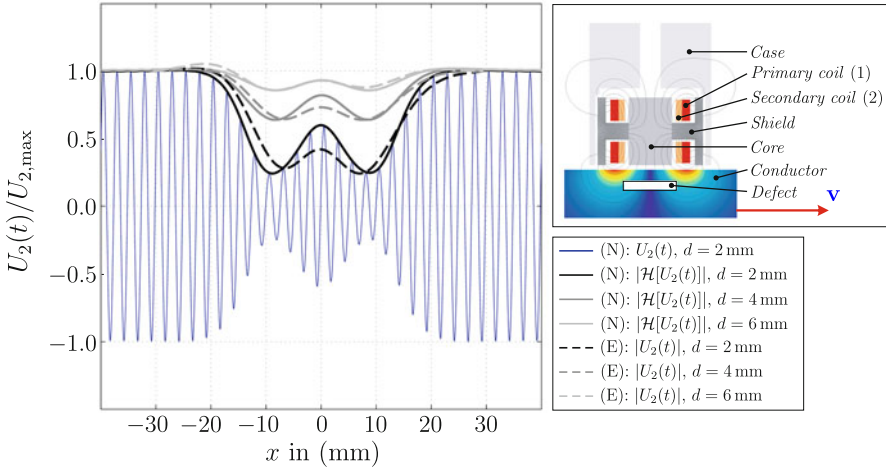 U₂(t)/U₂,max
1.0
0.5
0.0
−0.5
−1.0
−30 −20 −10 0 10 20 30
x in (mm)
Case
Primary coil (1)
Secondary coil (2)
Shield
Core
Conductor
Defect
v
(N): U₂(t), d = 2 mm
(N): |ℋ[U₂(t)]|, d = 2 mm
(N): |ℋ[U₂(t)]|, d = 4 mm
(N): |ℋ[U₂(t)]|, d = 6 mm
(E): |U₂(t)|, d = 2 mm
(E): |U₂(t)|, d = 4 mm
(E): |U₂(t)|, d = 6 mm